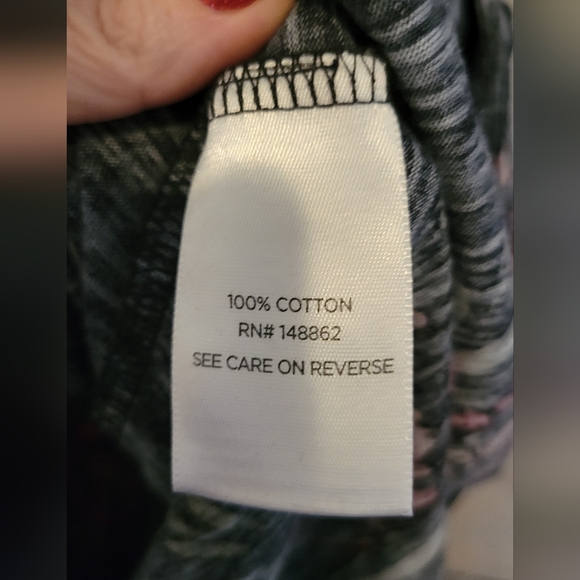 100% COTTON
RN# 148862
SEE CARE ON REVERSE